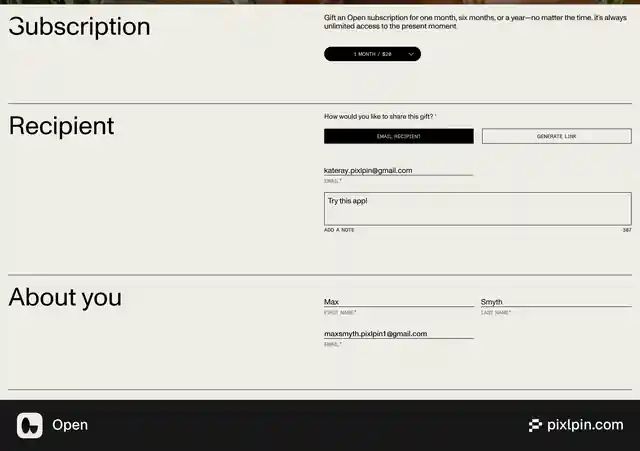 Subscription
Gift an Open subscription for one month, six months, or a year—no matter the time, it's always
unlimited access to the present moment.
1 MONTH / $20
Recipient
How would you like to share this gift? *
EMAIL RECIPIENT
GENERATE LINK
kateray.pixlpin@gmail.com
EMAIL*
Try this app!
ADD A NOTE
387
About you
Max
Smyth
FIRST NAME*
LAST NAME*
maxsmyth.pixlpin1@gmail.com
EMAIL*
Open
pixlpin.com